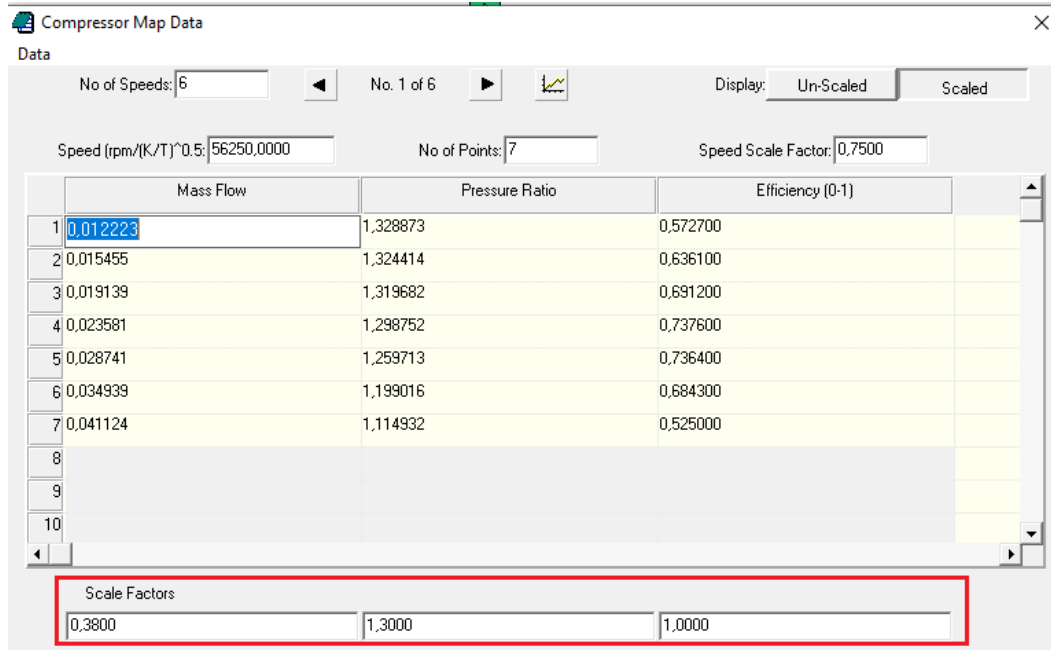 Compressor Map Data
Data
No of Speeds: 6 No. 1 of 6 Display: Un-Scaled Scaled
Speed (rpm/(K/T)^0.5: 56250,0000 No of Points: 7 Speed Scale Factor: 0,7500
Mass Flow Pressure Ratio Efficiency (0-1)
1 0,012223 1,328873 0,572700
2 0,015455 1,324414 0,636100
3 0,019139 1,319682 0,691200
4 0,023581 1,298752 0,737600
5 0,028741 1,259713 0,736400
6 0,034939 1,199016 0,684300
7 0,041124 1,114932 0,525000
8
9
10
Scale Factors
0,3800 1,3000 1,0000